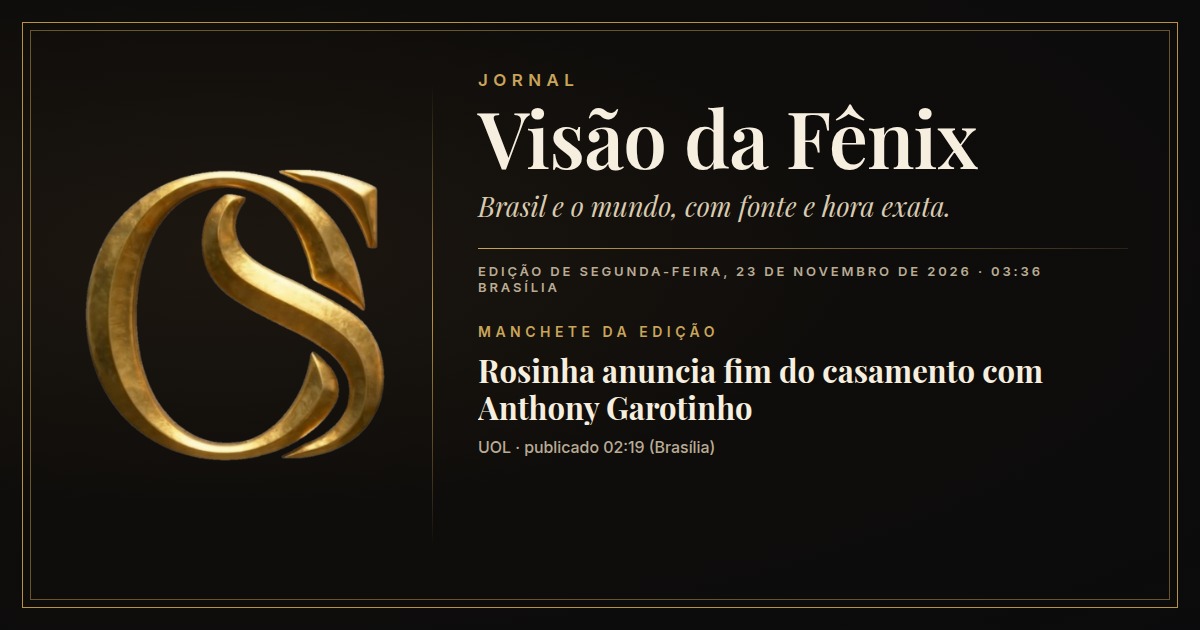 JORNAL
Visão da Fênix
Brasil e o mundo, com fonte e hora exata.
EDIÇÃO DE SEGUNDA-FEIRA, 23 DE NOVEMBRO DE 2026 · 03:36
BRASÍLIA
MANCHETE DA EDIÇÃO
Rosinha anuncia fim do casamento com
Anthony Garotinho
UOL · publicado 02:19 (Brasília)